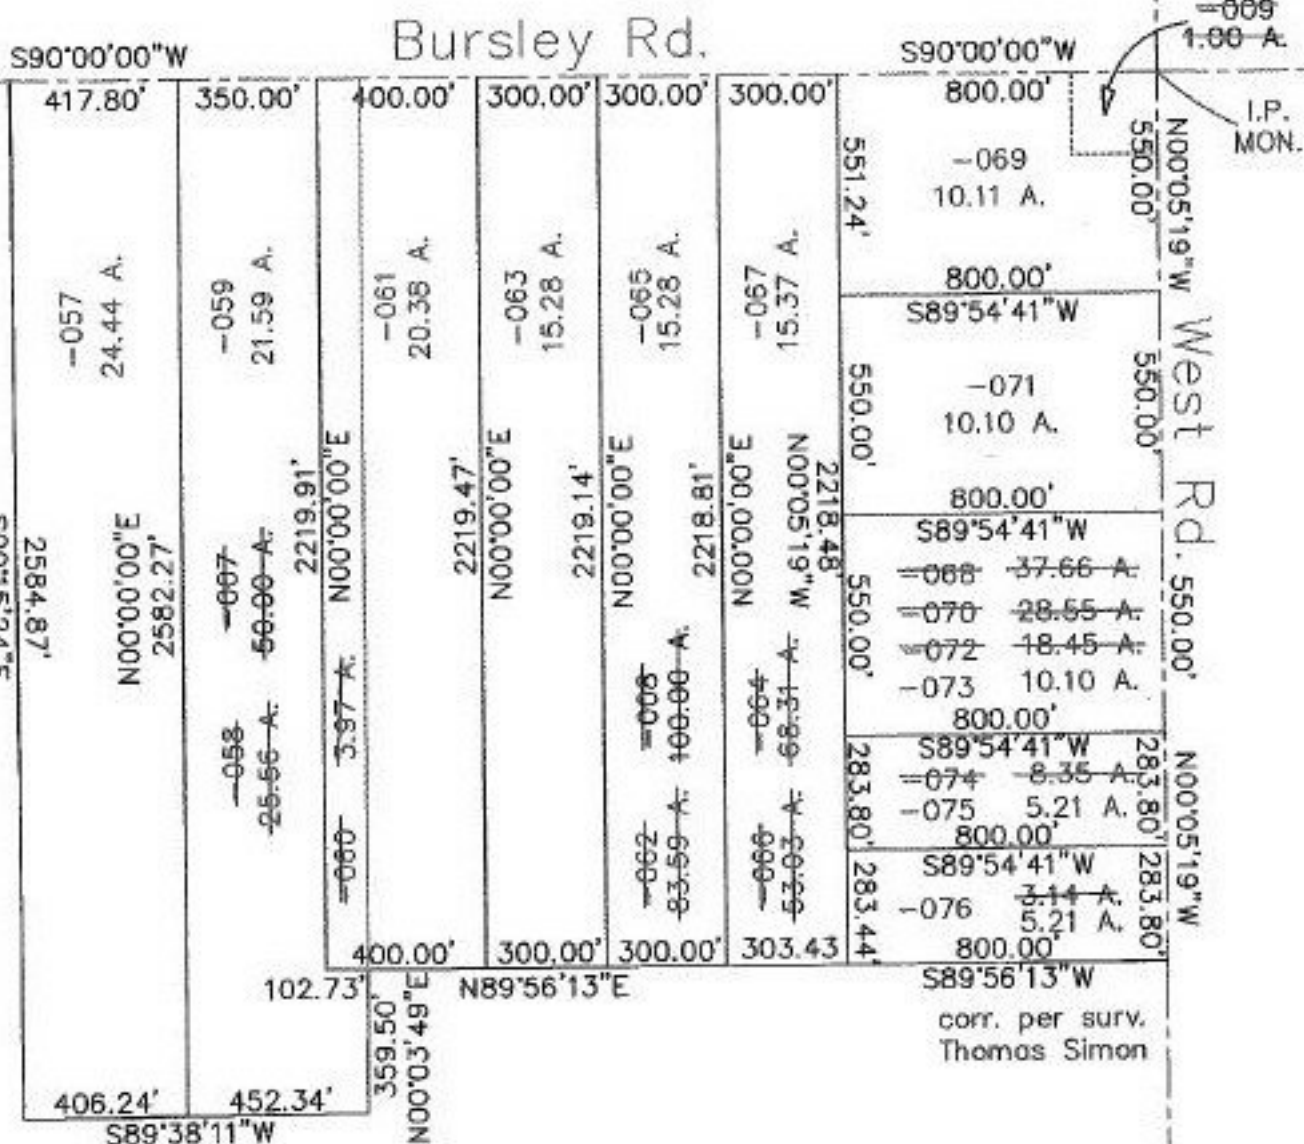 Bursley Rd.
S90°00'00"W
S90°00'00"W
-009
1.00 A.
I.P.
MON.
417.80'
350.00'
400.00'
300.00'
300.00'
300.00'
800.00'
-057
24.44 A.
-059
21.59 A.
-061
20.38 A.
-063
15.28 A.
-065
15.28 A.
-067
15.37 A.
551.24'
-069
10.11 A.
550.00'
N00°05'19"W
800.00'
S89°54'41"W
550.00'
-071
10.10 A.
550.00'
West Rd.
800.00'
S89°54'41"W
-068 37.66 A.
-070 28.55 A.
-072 18.45 A.
-073 10.10 A.
550.00'
550.00'
800.00'
S89°54'41"W
-074 8.35 A.
-075 5.21 A.
283.80'
283.80'
N00°05'19"W
800.00'
S89°54'41"W
-076
3.14 A.
5.21 A.
283.44'
283.80'
800.00'
S89°56'13"W
corr. per surv.
Thomas Simon
2584.87'
N00°00'00"E
2582.27'
-007
50.00 A.
-058
25.56 A.
2219.91'
N00°00'00"E
-060 3.97 A.
2219.47'
N00°00'00"E
2219.14'
N00°00'00"E
-008
100.00 A.
-062
83.59 A.
2218.81'
N00°00'00"E
N00°05'19"W
2218.48'
68.31 A.
53.03 A.
400.00'
300.00'
300.00'
303.43
102.73'
N89°56'13"E
359.50'
N00°03'49"E
406.24'
452.34'
S89°38'11"W